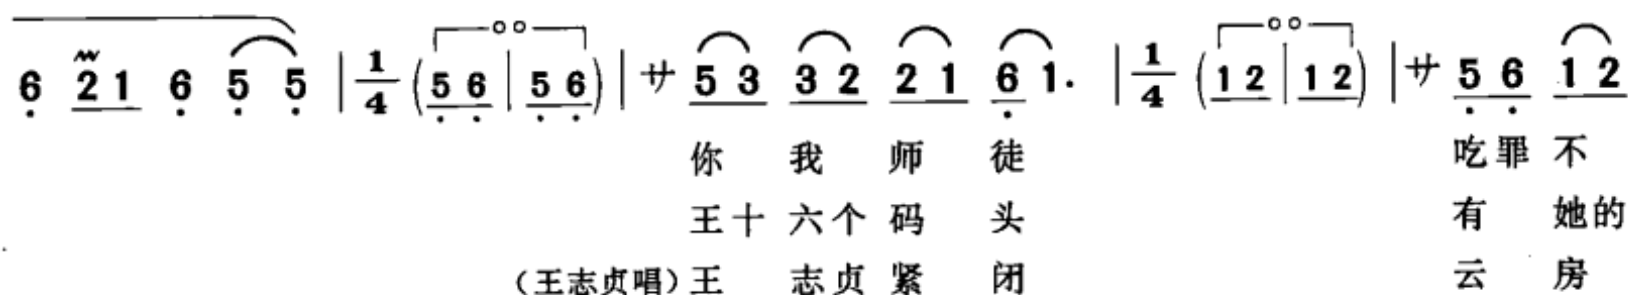 6 2 1 6 5 5 | 1/4 ( 5 6 | 5 6 ) | サ 5 3 3 2 2 1 6 1. | 1/4 ( 1 2 | 1 2 ) | サ 5 6 1 2
你 我 师 徒 吃罪 不
王十 六个 码 头 有 她的
（王志贞唱）王 志贞 紧 闭 云 房